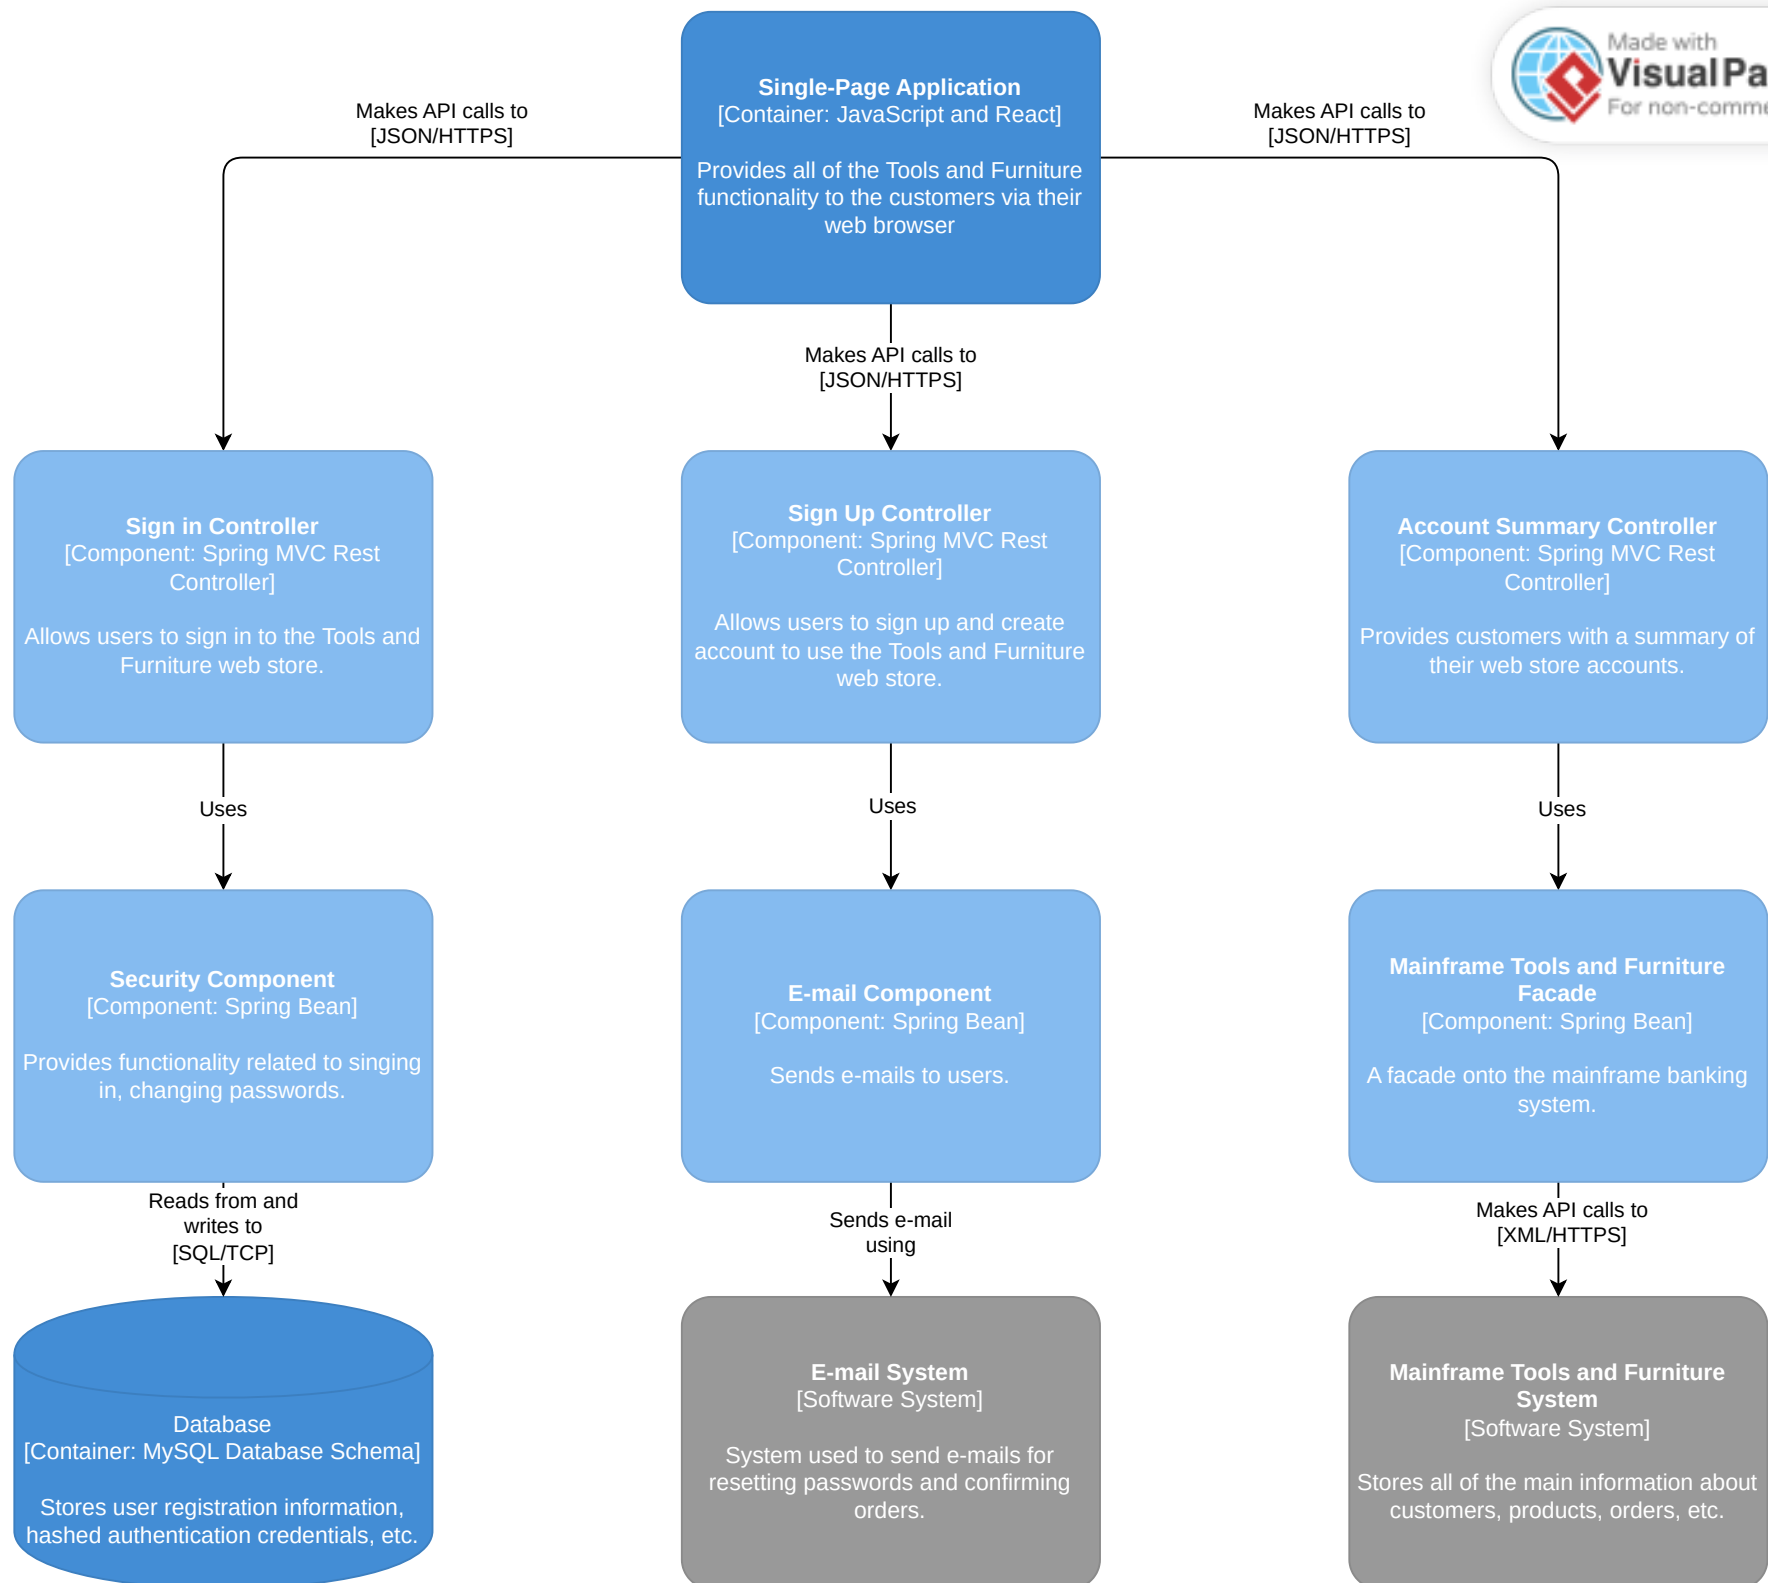 Made with
VisualPa
For non-comme
Single-Page Application
[Container: JavaScript and React]
Provides all of the Tools and Furniture
functionality to the customers via their
web browser
Makes API calls to
[JSON/HTTPS]
Makes API calls to
[JSON/HTTPS]
Makes API calls to
[JSON/HTTPS]
Sign in Controller
[Component: Spring MVC Rest
Controller]
Allows users to sign in to the Tools and
Furniture web store.
Sign Up Controller
[Component: Spring MVC Rest
Controller]
Allows users to sign up and create
account to use the Tools and Furniture
web store.
Account Summary Controller
[Component: Spring MVC Rest
Controller]
Provides customers with a summary of
their web store accounts.
Uses
Uses
Uses
Security Component
[Component: Spring Bean]
Provides functionality related to singing
in, changing passwords.
E-mail Component
[Component: Spring Bean]
Sends e-mails to users.
Mainframe Tools and Furniture
Facade
[Component: Spring Bean]
A facade onto the mainframe banking
system.
Reads from and
writes to
[SQL/TCP]
Sends e-mail
using
Makes API calls to
[XML/HTTPS]
Database
[Container: MySQL Database Schema]
Stores user registration information,
hashed authentication credentials, etc.
E-mail System
[Software System]
System used to send e-mails for
resetting passwords and confirming
orders.
Mainframe Tools and Furniture
System
[Software System]
Stores all of the main information about
customers, products, orders, etc.